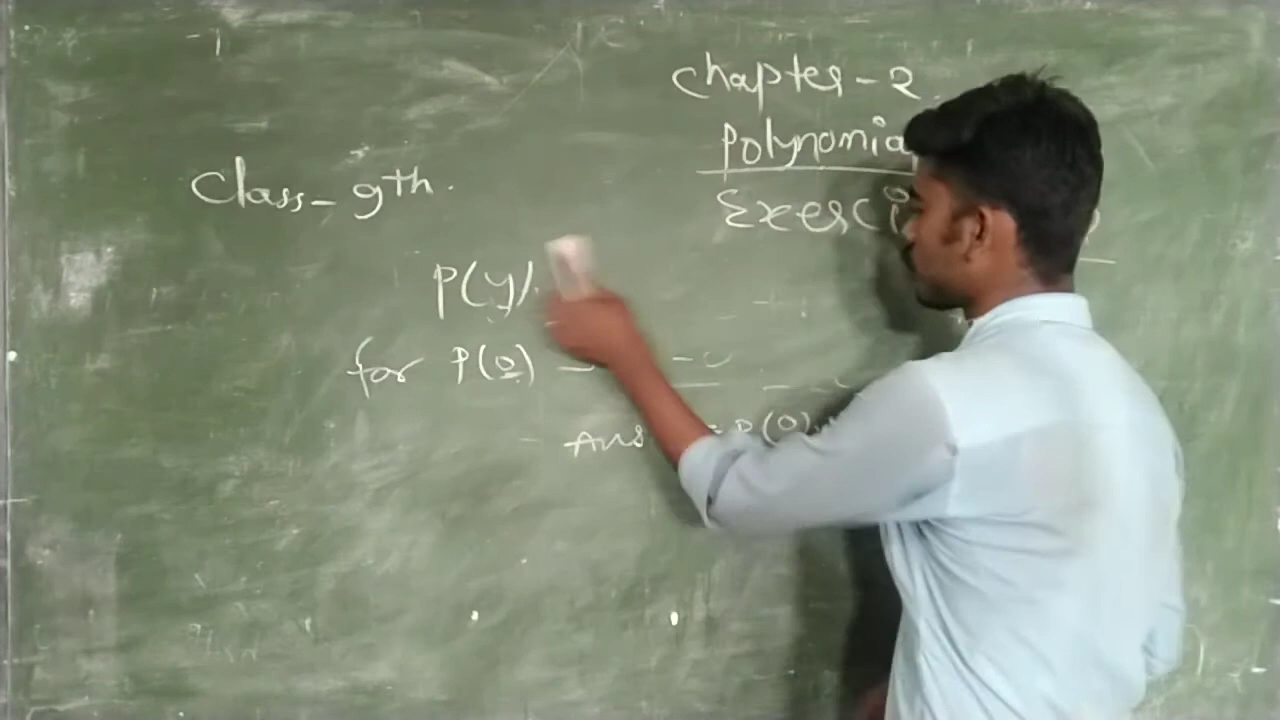 Chapter-2
Polynomia
Class-9th.
Exerci
P(y)
for P(0)
Ans P(0)